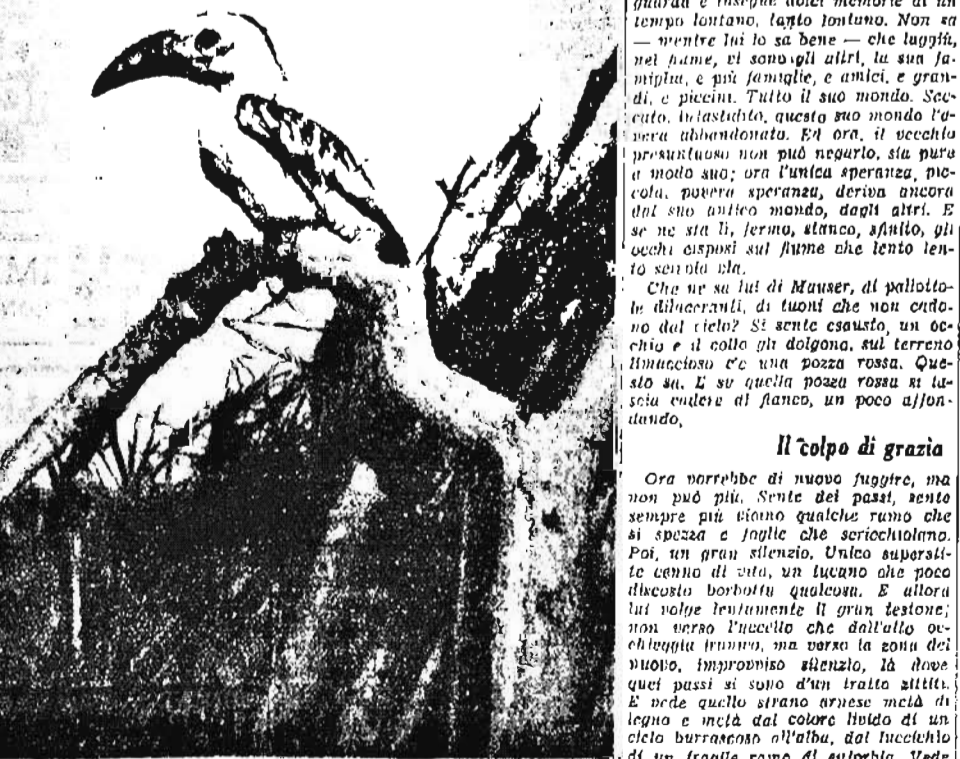 guarda e insegue dolci memorie di un
tempo lontano, tanto lontano. Non sa
— mentre lui lo sa bene — che laggiù,
nel fiume, vi sono gli altri, la sua fa-
miglia, e più famiglie, e amici, e gran-
di, e piccini. Tutto il suo mondo. Sec-
cato, infastidito, questo suo mondo l'a-
veva abbandonato. Ed ora, il vecchio
presuntuoso non può negarlo, sia pure
a modo suo; ora l'unica speranza, pic-
cola, povera speranza, deriva ancora
dal suo antico mondo, dagli altri. E
se ne sta lì, fermo, stanco, sfinito, gli
occhi cisposi sul fiume che lento len-
to scivola via.
Che ne sa lui di Mauser, di pallotto-
le dilaceranti, di tuoni che non cado-
no dal cielo? Si sente esausto, un oc-
chio e il collo gli dolgono, sul terreno
limaccioso c'è una pozza rossa. Que-
sto sa. E su quella pozza rossa si la-
scia cadere di fianco, un poco affon-
dando.
Il colpo di grazia
Ora vorrebbe di nuovo fuggire, ma
non può più. Sente dei passi, sente
sempre più vicino qualche ramo che
si spezza e foglie che scricchiolano.
Poi, un gran silenzio. Unico supersti-
te cenno di vita, un tucano che poco
discosto borbotta qualcosa. E allora
lui volge lentamente il gran testone;
non verso l'uccello che dall'alto oc-
chieggia, ma verso la zona del
nuovo, improvviso silenzio, là dove
quei passi si sono d'un tratto zittiti.
E vede quello strano arnese metà di
legno e metà dal colore livido di un
cielo burrascoso all'alba, dal luccichio
di un fragile ramo di euforbia. Vede